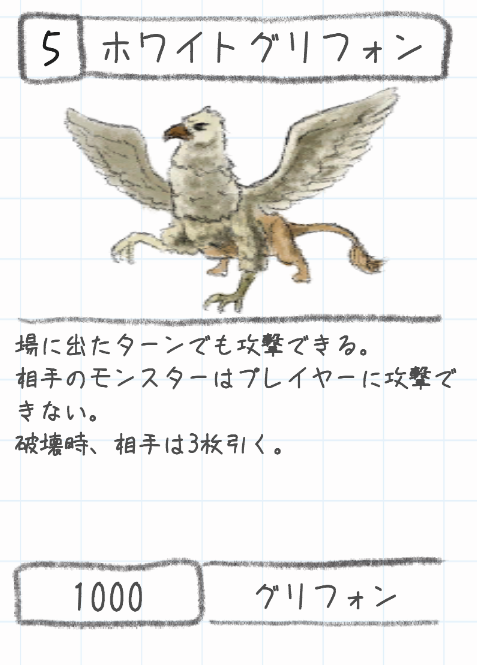 5 ホワイトグリフォン
場に出たターンでも攻撃できる。
相手のモンスターはプレイヤーに攻撃で
きない。
破壊時、相手は3枚引く。
1000 グリフォン